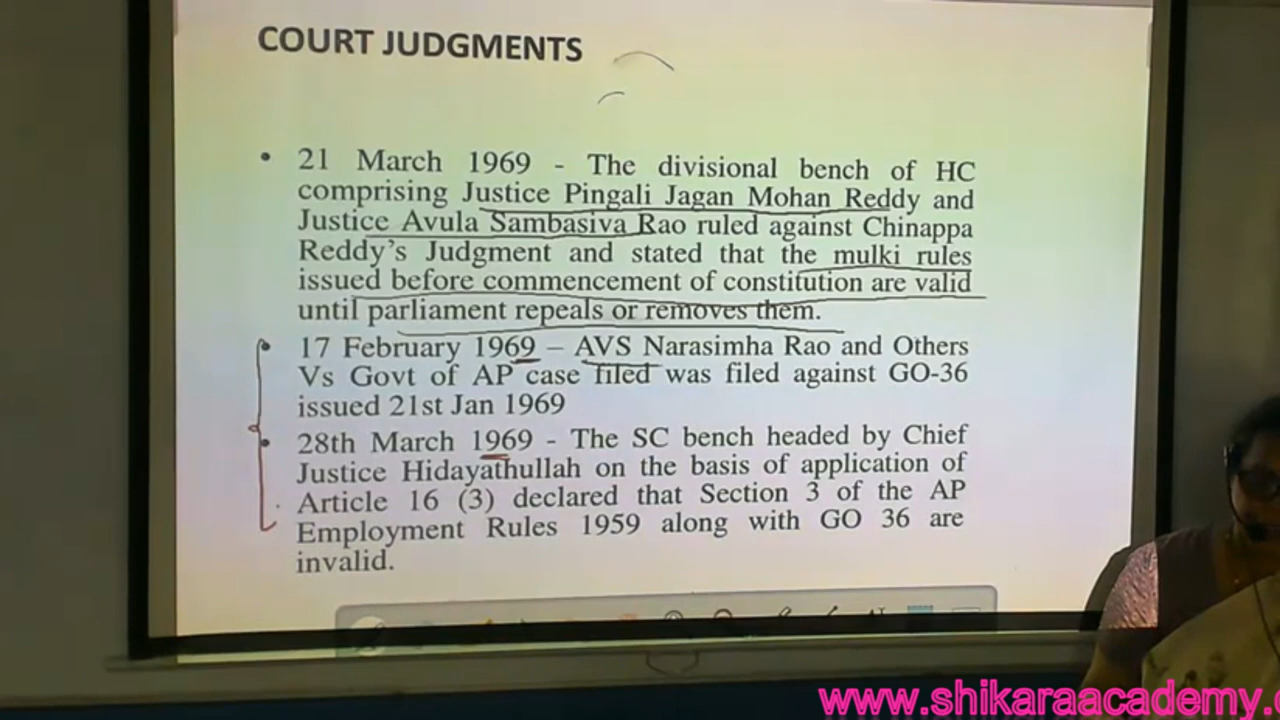 COURT JUDGMENTS
• 21 March 1969 - The divisional bench of HC
comprising Justice Pingali Jagan Mohan Reddy and
Justice Avula Sambasiva Rao ruled against Chinappa
Reddy's Judgment and stated that the mulki rules
issued before commencement of constitution are valid
until parliament repeals or removes them.
• 17 February 1969 – AVS Narasimha Rao and Others
Vs Govt of AP case filed was filed against GO-36
issued 21st Jan 1969
• 28th March 1969 - The SC bench headed by Chief
Justice Hidayathullah on the basis of application of
Article 16 (3) declared that Section 3 of the AP
Employment Rules 1959 along with GO 36 are
invalid.
www.shikaraacademy.c